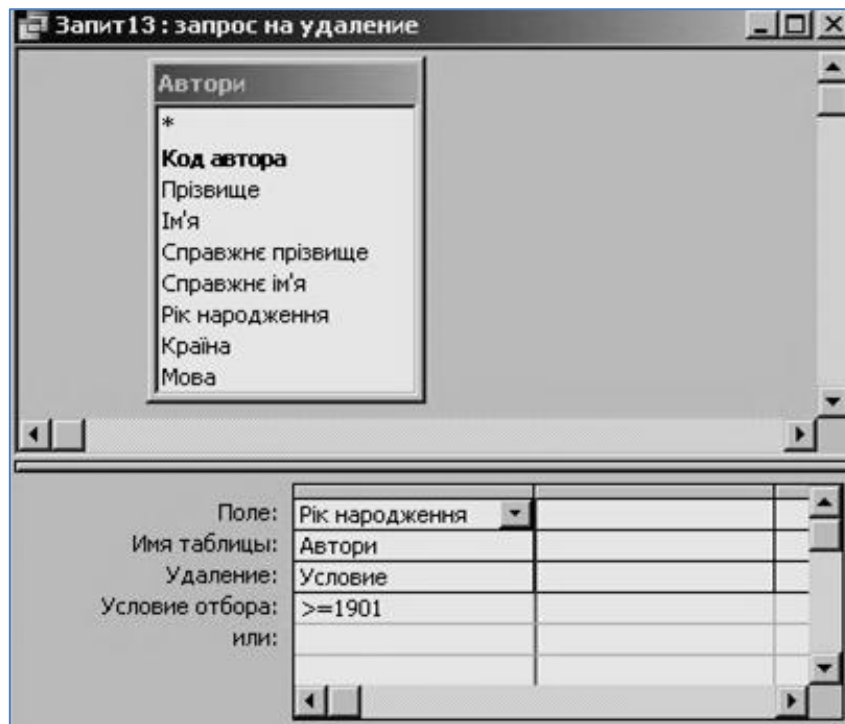 Запит13 : запрос на удаление
Автори
*
Код автора
Прізвище
Ім'я
Справжнє прізвище
Справжнє ім'я
Рік народження
Країна
Мова
Поле: Рік народження
Имя таблицы: Автори
Удаление: Условие
Условие отбора: >=1901
или: